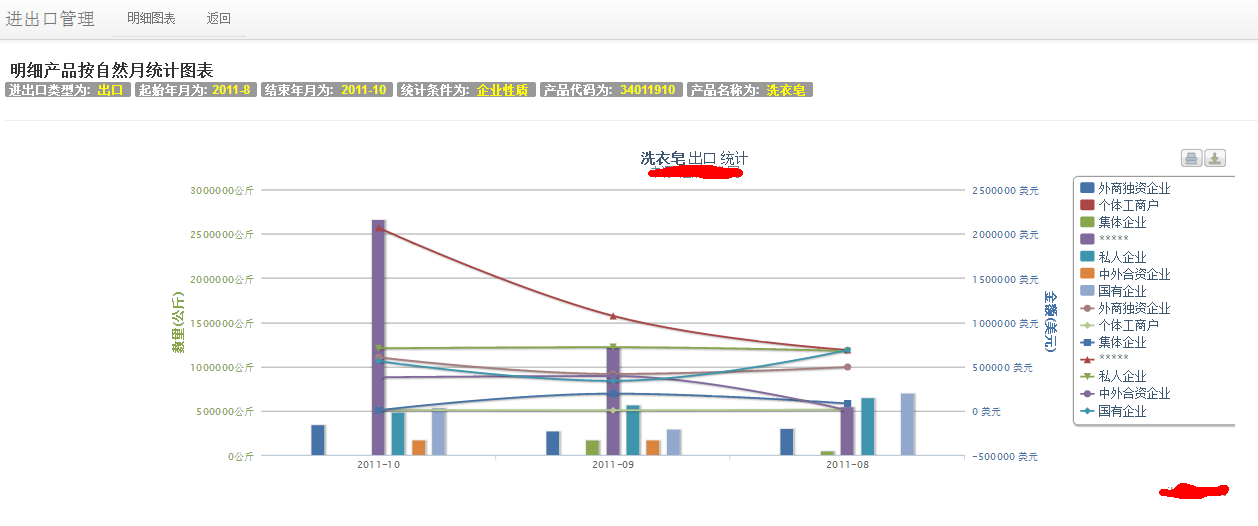 进出口管理 明细图表 返回
明细产品按自然月统计图表
进出口类型为: 出口 起始年月为: 2011-8 结束年月为: 2011-10 统计条件为: 企业性质 产品代码为: 34011910 产品名称为: 洗衣皂
洗衣皂 出口 统计
数里(公斤)
3000000公斤
2500000公斤
2000000公斤
1500000公斤
1000000公斤
500000公斤
0公斤
2011-10 2011-09 2011-08
2500000 美元
2000000 美元
1500000 美元
1000000 美元
500000 美元
0 美元
-500000 美元
金额(美元)
外商独资企业
个体工商户
集体企业
*****
私人企业
中外合资企业
国有企业
外商独资企业
个体工商户
集体企业
*****
私人企业
中外合资企业
国有企业